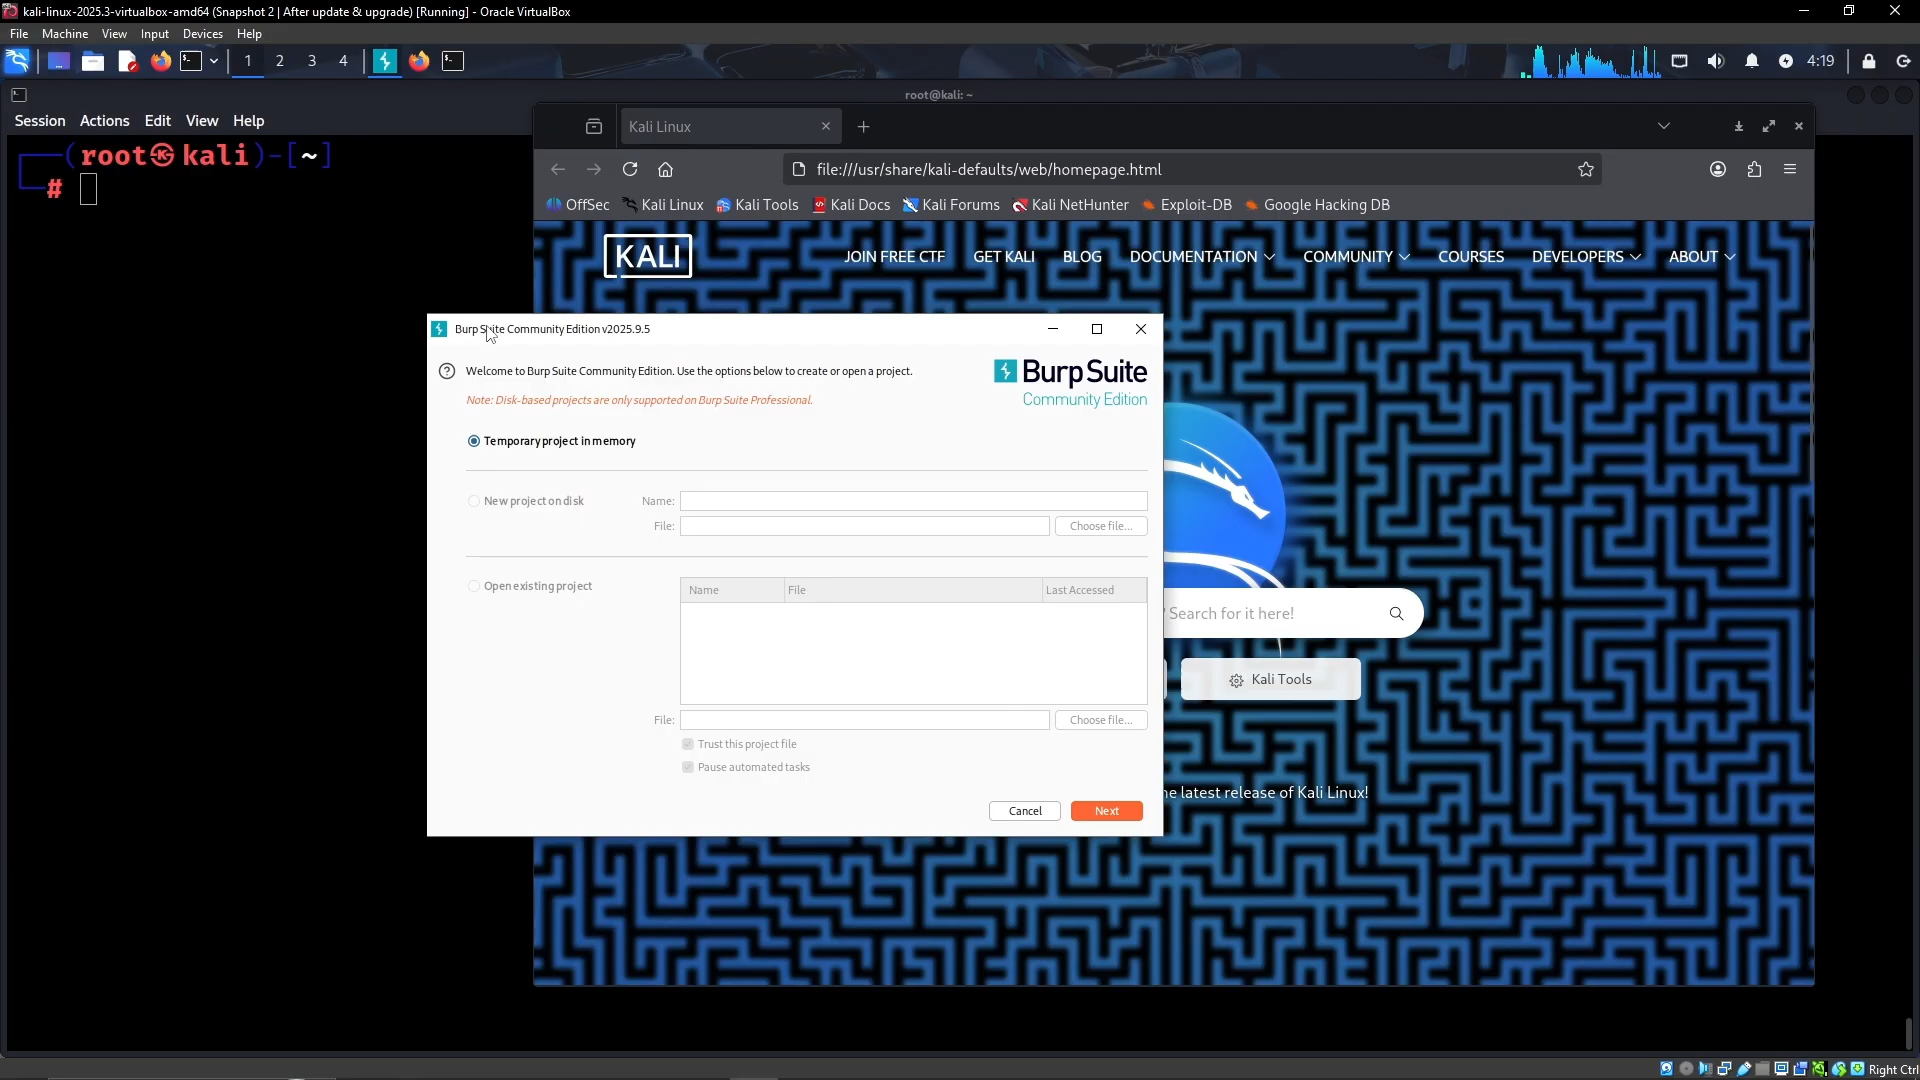 kali-linux-2025.3-virtualbox-amd64 (Snapshot 2 | After update & upgrade) [Running] - Oracle VirtualBox
File Machine View Input Devices Help
1 2 3 4
4:19
root@kali: ~
Session Actions Edit View Help
(root㉿kali)-[~]
#
Kali Linux
file:///usr/share/kali-defaults/web/homepage.html
OffSec Kali Linux Kali Tools Kali Docs Kali Forums Kali NetHunter Exploit-DB Google Hacking DB
KALI JOIN FREE CTF GET KALI BLOG DOCUMENTATION COMMUNITY COURSES DEVELOPERS ABOUT
Burp Suite Community Edition v2025.9.5
Welcome to Burp Suite Community Edition. Use the options below to create or open a project.
Note: Disk-based projects are only supported on Burp Suite Professional.
Burp Suite
Community Edition
Temporary project in memory
New project on disk Name:
File: Choose file...
Open existing project Name File Last Accessed
File: Choose file...
Trust this project file
Pause automated tasks
Cancel Next
Search for it here!
Kali Tools
latest release of Kali Linux!
Right Ctrl